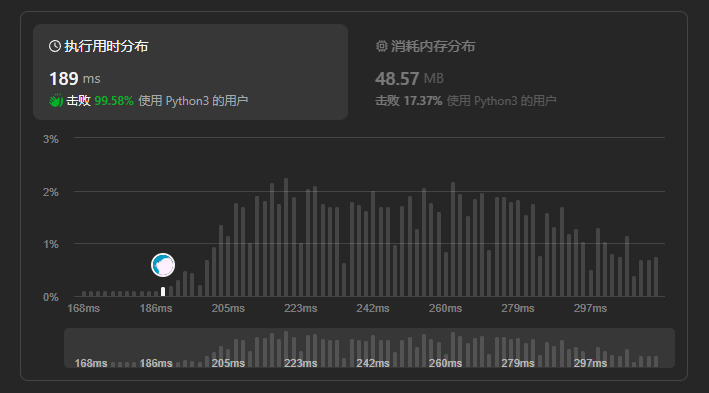 执行用时分布
189 ms
击败 99.58% 使用 Python3 的用户
消耗内存分布
48.57 MB
击败 17.37% 使用 Python3 的用户
3%
2%
1%
0%
168ms 186ms 205ms 223ms 242ms 260ms 279ms 297ms
168ms 186ms 205ms 223ms 242ms 260ms 279ms 297ms